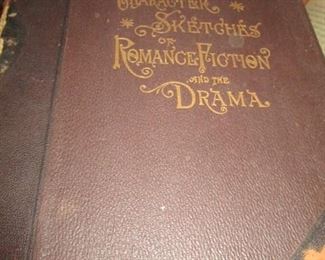 CHARACTER
SKETCHES
OF
ROMANCE FICTION
AND THE
DRAMA